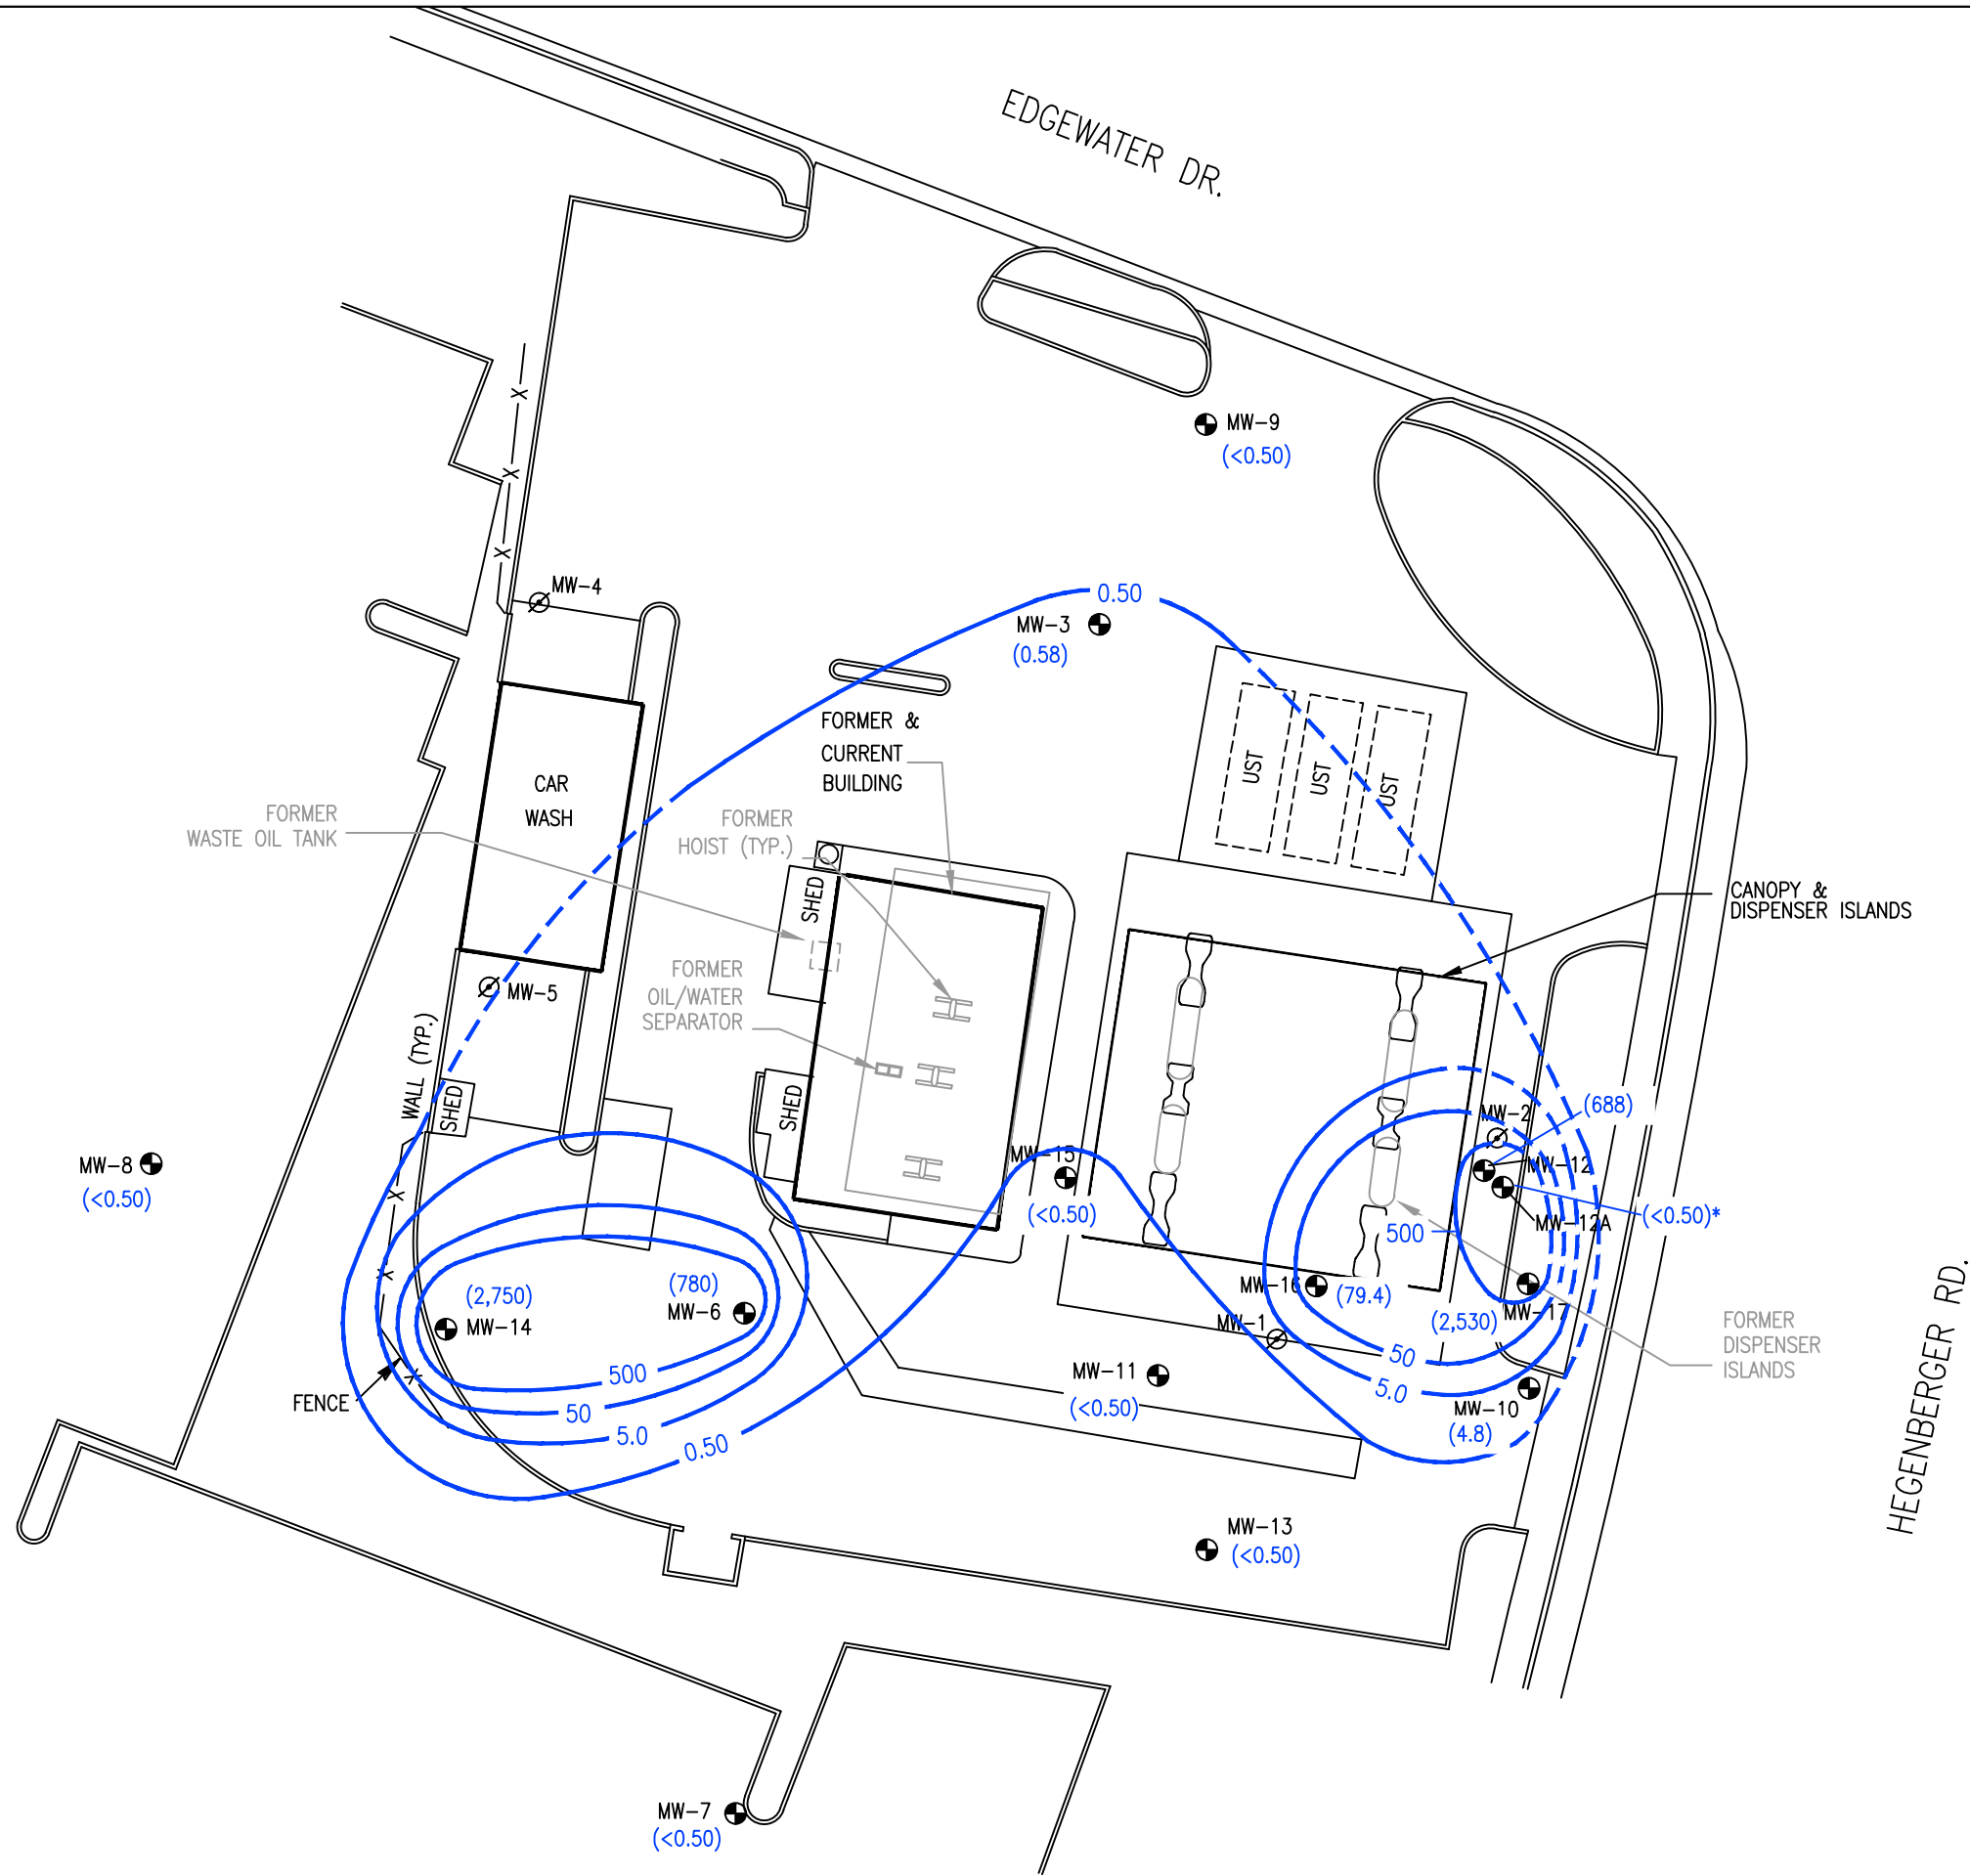 EDGEWATER DR.
MW-9
(<0.50)
MW-4
0.50
MW-3
(0.58)
FORMER &
CURRENT
BUILDING
UST
UST
UST
CAR
WASH
FORMER
WASTE OIL TANK
FORMER
HOIST (TYP.)
SHED
CANOPY &
DISPENSER ISLANDS
FORMER
OIL/WATER
SEPARATOR
MW-5
WALL (TYP.)
SHED
SHED
MW-2
(688)
MW-12
MW-15
(<0.50)
MW-8
(<0.50)
(<0.50)*
MW-12A
500
(2,750)
MW-14
(780)
MW-6
MW-16
(79.4)
MW-17
(2,530)
MW-1
FORMER
DISPENSER
ISLANDS
HEGENBERGER RD.
50
5.0
MW-11
(<0.50)
MW-10
(4.8)
FENCE
500
50
5.0
0.50
MW-13
(<0.50)
MW-7
(<0.50)
X
X
X
X
X
X